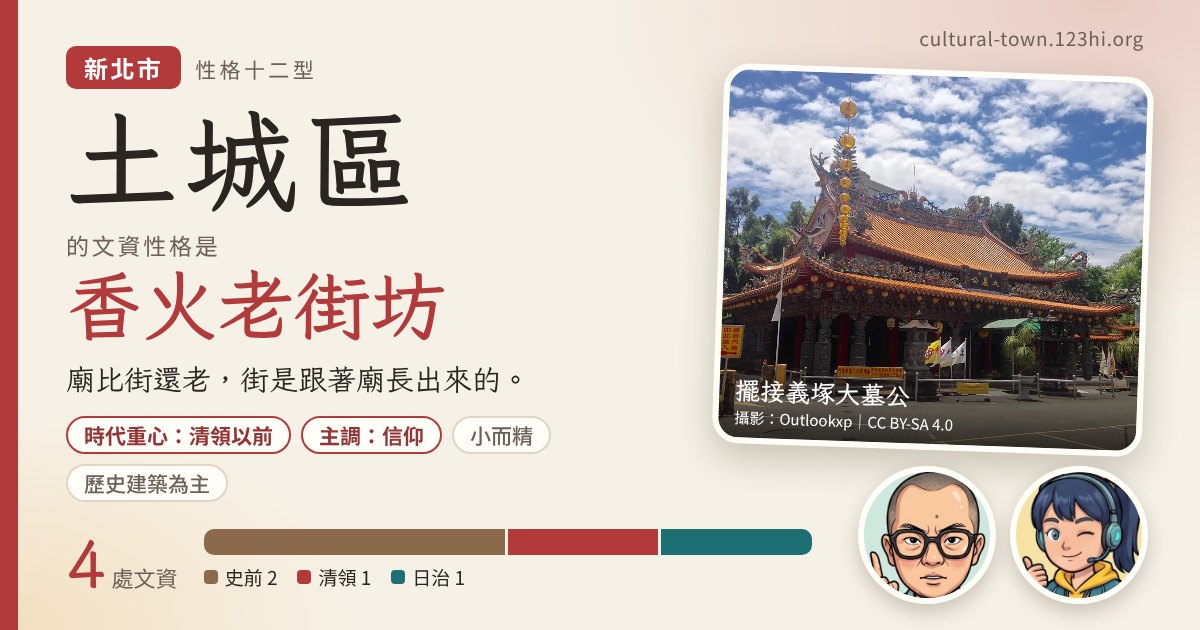 新北市 性格十二型
cultural-town.123hi.org
土城區
的文資性格是
香火老街坊
廟比街還老，街是跟著廟長出來的。
時代重心：清領以前 主調：信仰 小而精
歷史建築為主
擺接義塚大墓公
攝影：Outlookxp｜CC BY-SA 4.0
4 處文資
史前 2 清領 1 日治 1